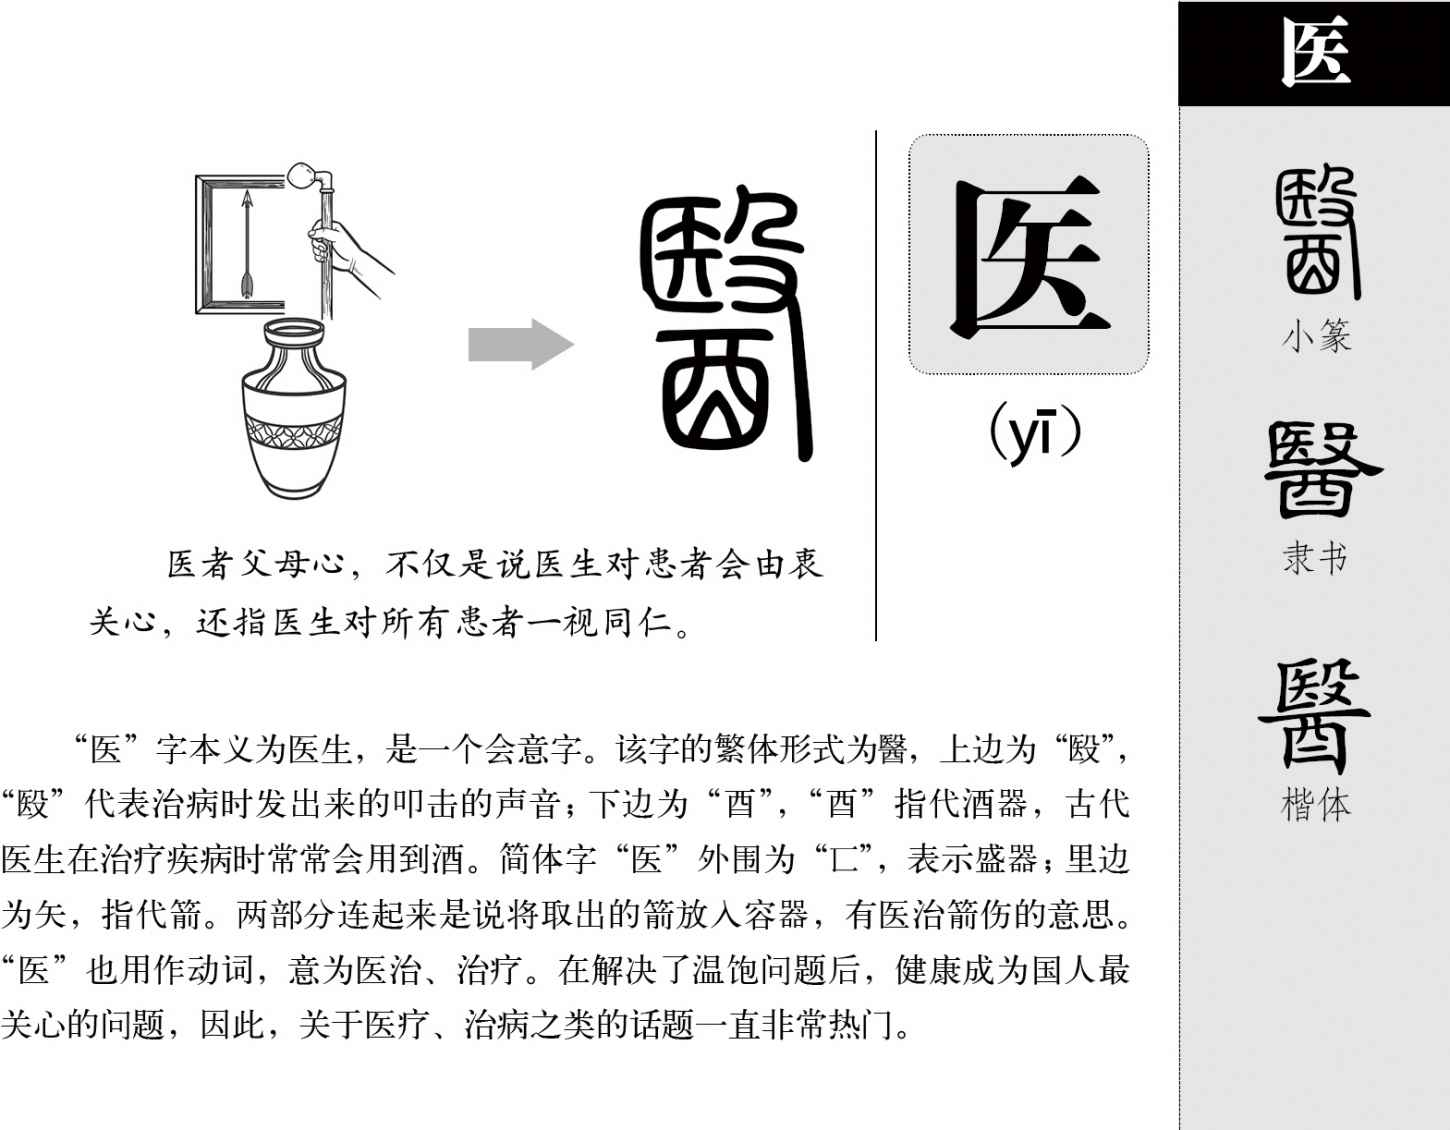 医
醫
醫
小篆
醫
隶书
醫
楷体
医
（yī）
医者父母心，不仅是说医生对患者会由衷
关心，还指医生对所有患者一视同仁。
“医”字本义为医生，是一个会意字。该字的繁体形式为醫，上边为“殹”，
“殹”代表治病时发出来的叩击的声音；下边为“酉”，“酉”指代酒器，古代
医生在治疗疾病时常常会用到酒。简体字“医”外围为“匚”，表示盛器；里边
为矢，指代箭。两部分连起来是说将取出的箭放入容器，有医治箭伤的意思。
“医”也用作动词，意为医治、治疗。在解决了温饱问题后，健康成为国人最
关心的问题，因此，关于医疗、治病之类的话题一直非常热门。